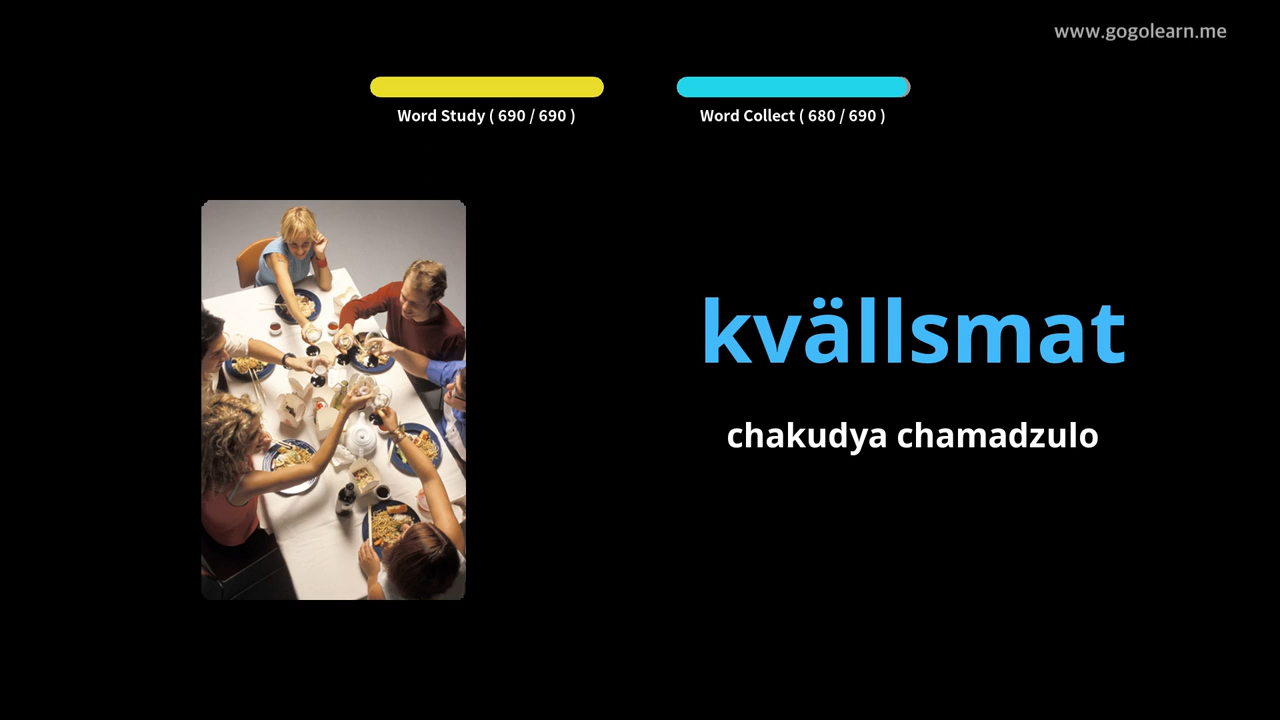 www.gogolearn.me
Word Study ( 690 / 690 )
Word Collect ( 680 / 690 )
kvällsmat
chakudya chamadzulo